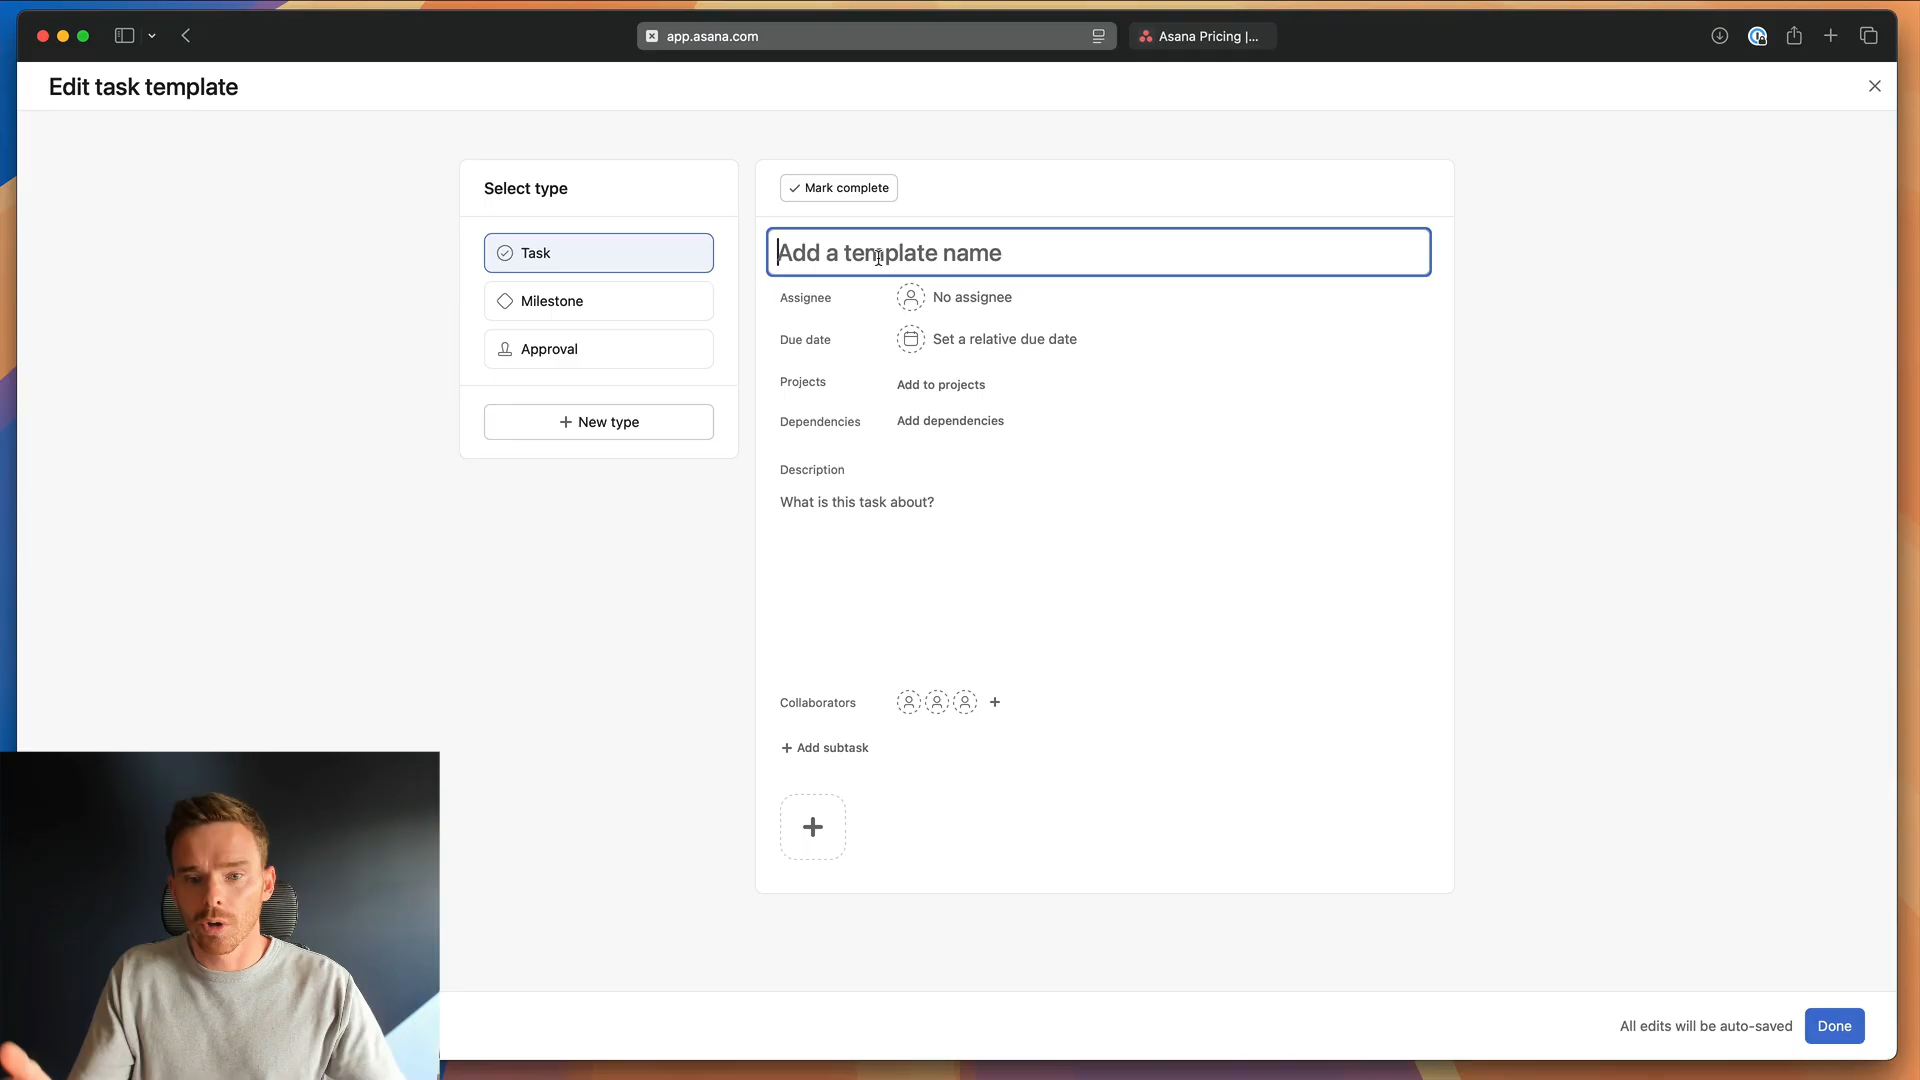 app.asana.com
Asana Pricing |...
Edit task template
Select type
Task
Milestone
Approval
New type
Mark complete
Add a template name
Assignee
No assignee
Due date
Set a relative due date
Projects
Add to projects
Dependencies
Add dependencies
Description
What is this task about?
Collaborators
Add subtask
All edits will be auto-saved
Done